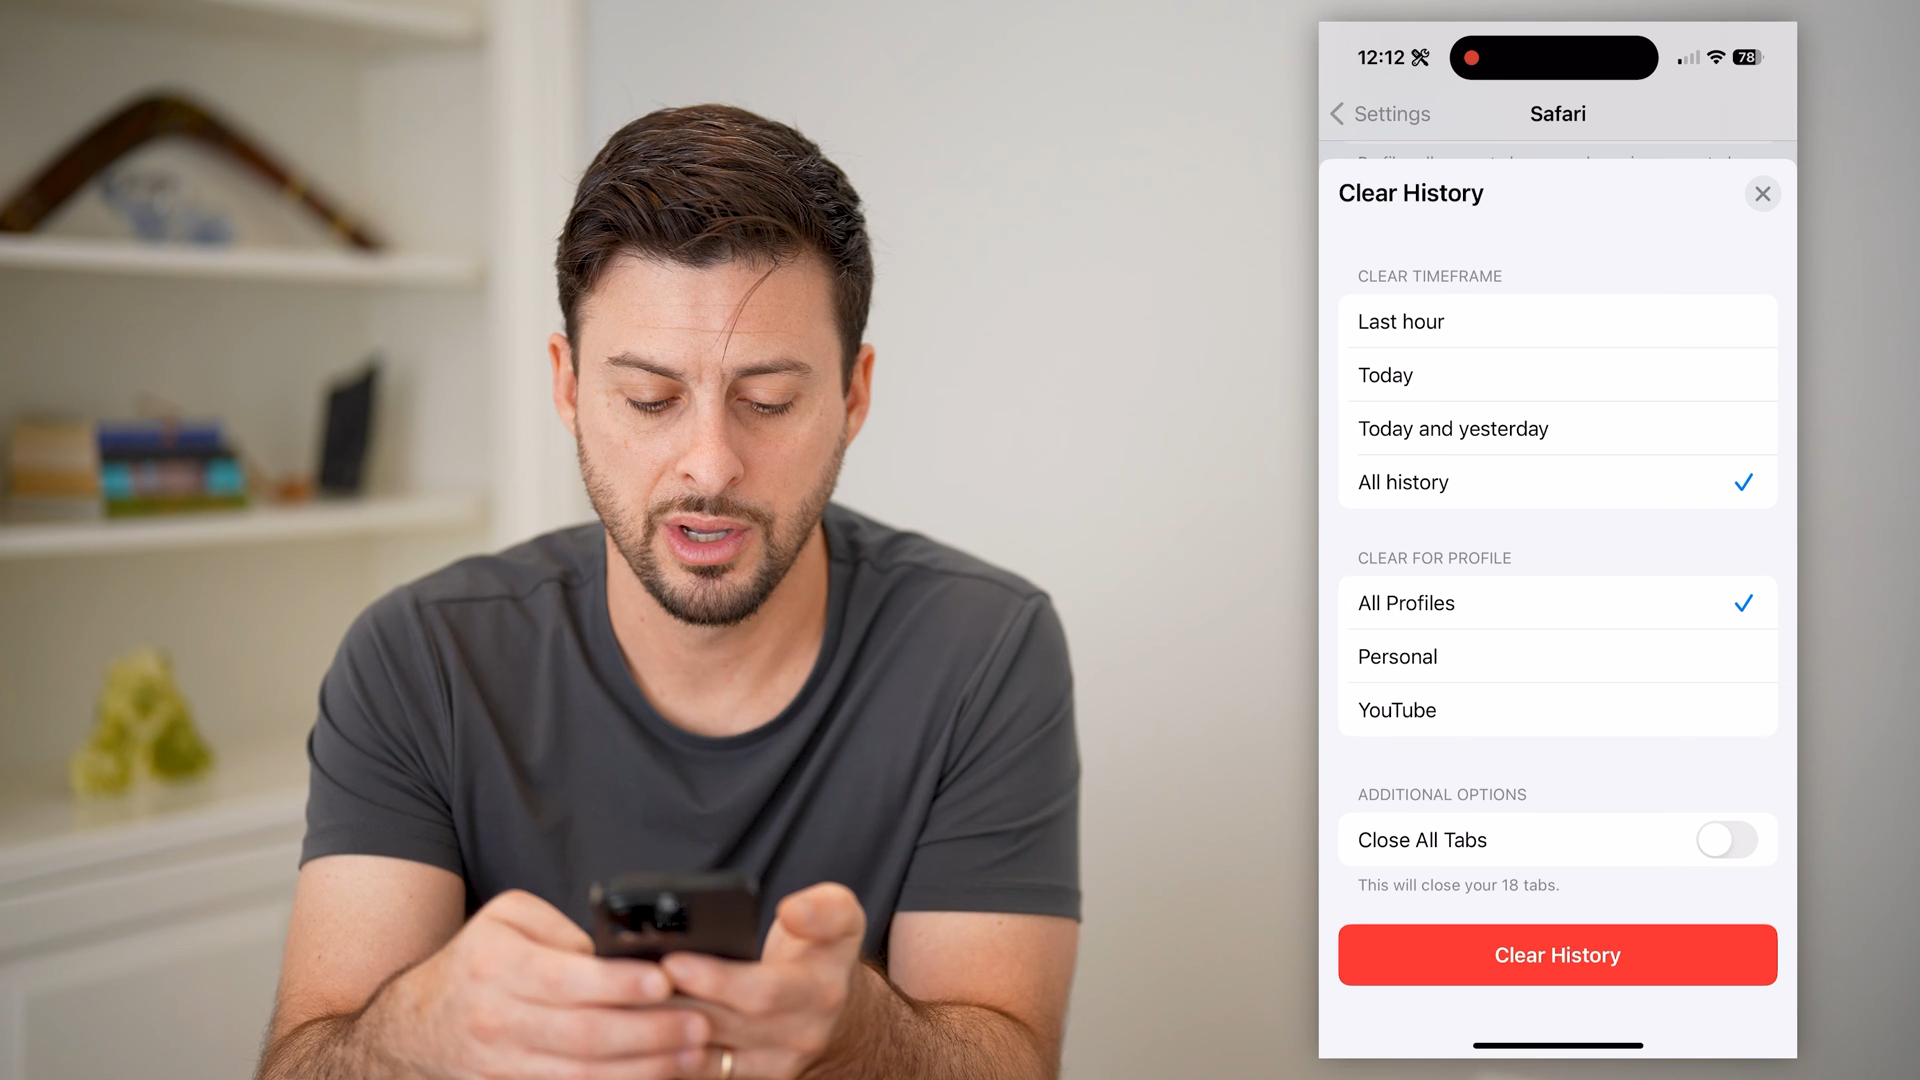 12:12
78
Settings
Safari
Clear History
CLEAR TIMEFRAME
Last hour
Today
Today and yesterday
All history
CLEAR FOR PROFILE
All Profiles
Personal
YouTube
ADDITIONAL OPTIONS
Close All Tabs
This will close your 18 tabs.
Clear History